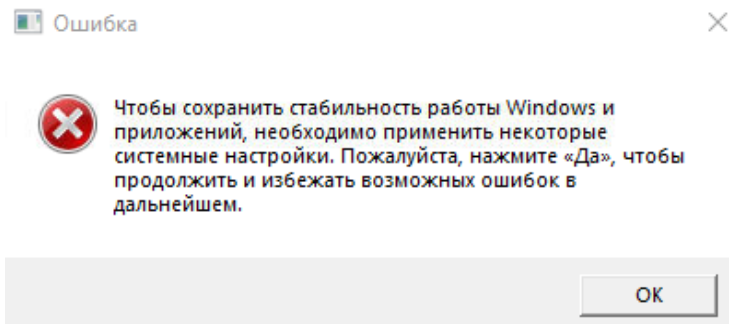 Ошибка
Чтобы сохранить стабильность работы Windows и
приложений, необходимо применить некоторые
системные настройки. Пожалуйста, нажмите «Да», чтобы
продолжить и избежать возможных ошибок в
дальнейшем.
ОК